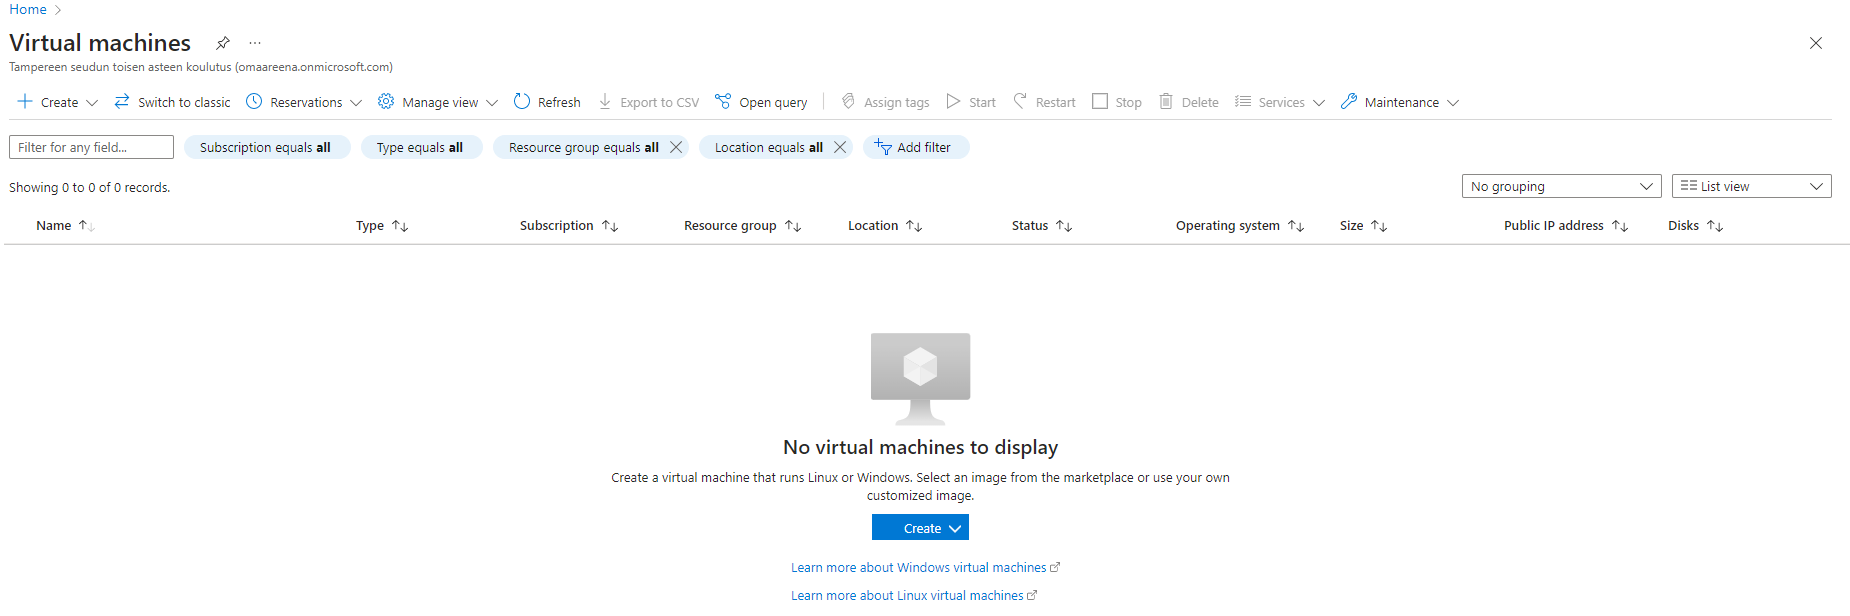 Home
Virtual machines
Tampereen seudun toisen asteen koulutus (omaareena.onmicrosoft.com)
Create Switch to classic Reservations Manage view Refresh Export to CSV Open query Assign tags Start Restart Stop Delete Services Maintenance
Filter for any field... Subscription equals all Type equals all Resource group equals all Location equals all Add filter
Showing 0 to 0 of 0 records. No grouping List view
Name Type Subscription Resource group Location Status Operating system Size Public IP address Disks
No virtual machines to display
Create a virtual machine that runs Linux or Windows. Select an image from the marketplace or use your own
customized image.
Create
Learn more about Windows virtual machines
Learn more about Linux virtual machines